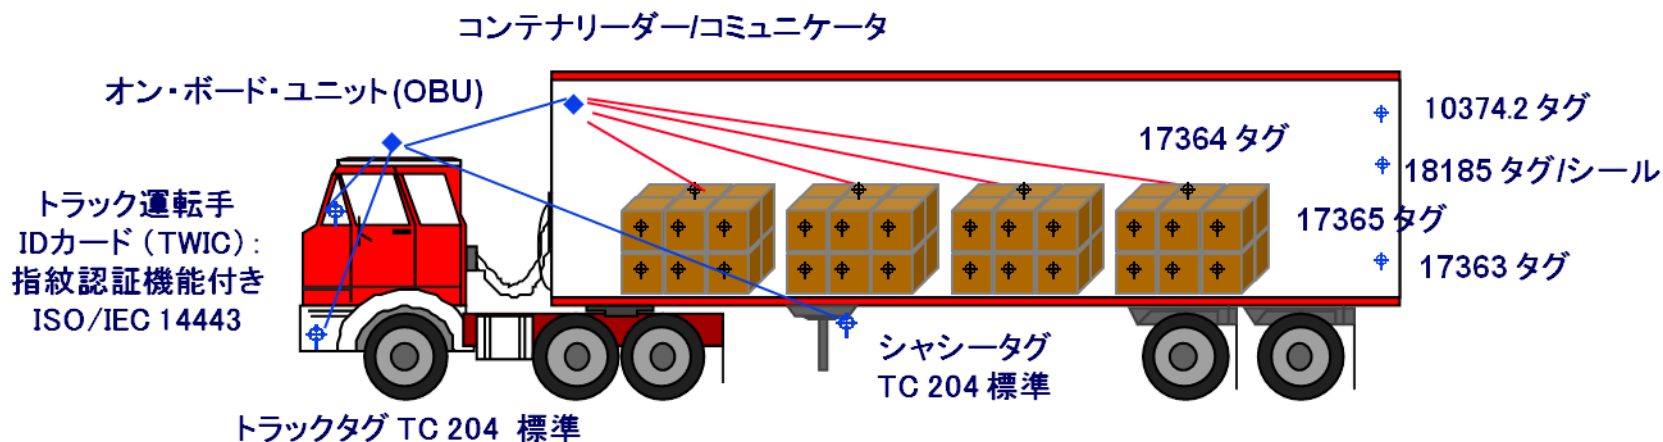 コンテナリーダー/コミュニケータ
オン・ボード・ユニット(OBU)
10374.2 タグ
17364 タグ
18185 タグ/シール
トラック運転手
IDカード（TWIC）:
指紋認証機能付き
ISO/IEC 14443
17365 タグ
17363 タグ
シャシータグ
TC 204 標準
トラックタグ TC 204 標準